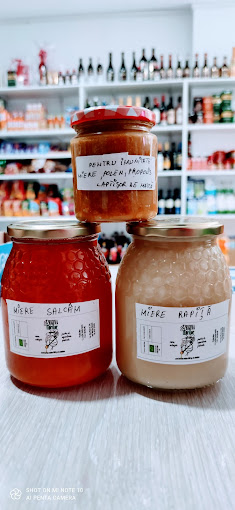 PENTRU IMUNITATE
MIERE POLEN, PROPOLIS
LAPTIȘOR DE MATCĂ
MIERE SALCÂM
MIERE RAPIȚĂ
SHOT ON MI NOTE 10
AI PENTA CAMERA